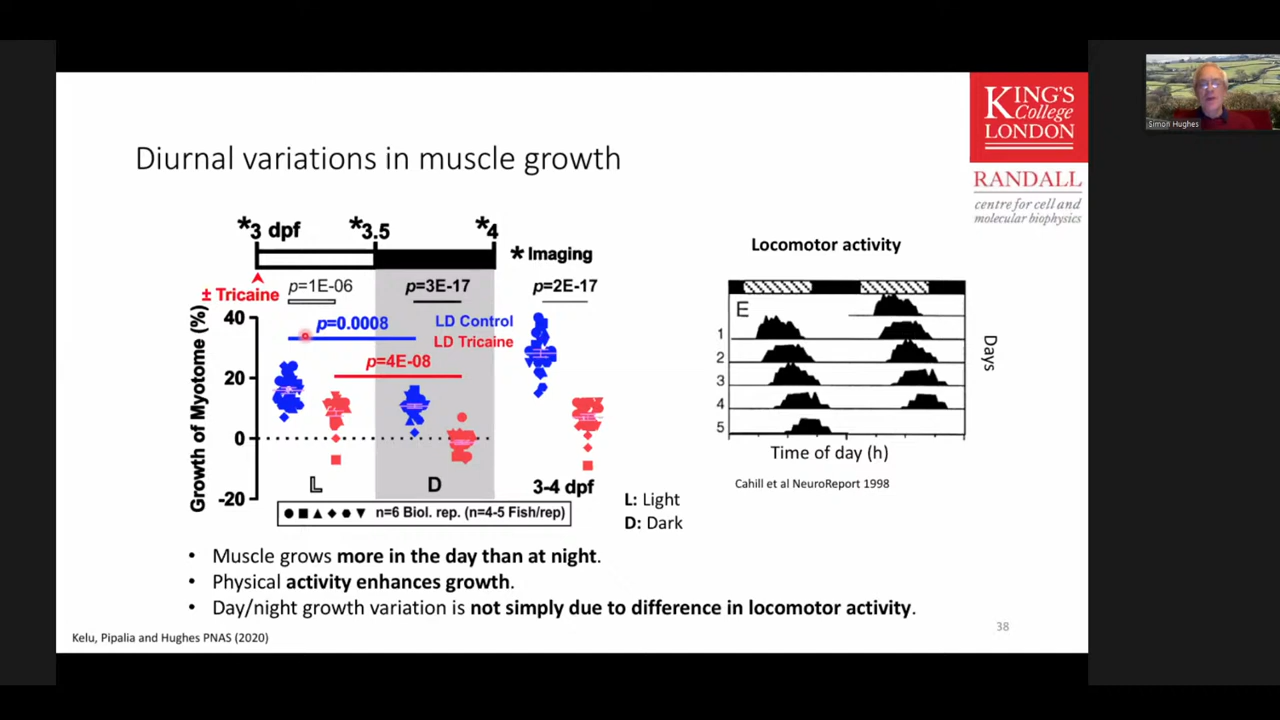 KING'S
College
LONDON
RANDALL
centre for cell and
molecular biophysics
Simon Hughes
Diurnal variations in muscle growth
*3 dpf *3.5 *4
* Imaging
± Tricaine
p=1E-06 p=3E-17 p=2E-17
p=0.0008
LD Control
LD Tricaine
p=4E-08
Growth of Myotome (%)
40
20
0
-20
L D 3-4 dpf
n=6 Biol. rep. (n=4-5 Fish/rep)
L: Light
D: Dark
Locomotor activity
E
1
2
3
4
5
Days
Time of day (h)
Cahill et al NeuroReport 1998
• Muscle grows more in the day than at night.
• Physical activity enhances growth.
• Day/night growth variation is not simply due to difference in locomotor activity.
Kelu, Pipalia and Hughes PNAS (2020)
38